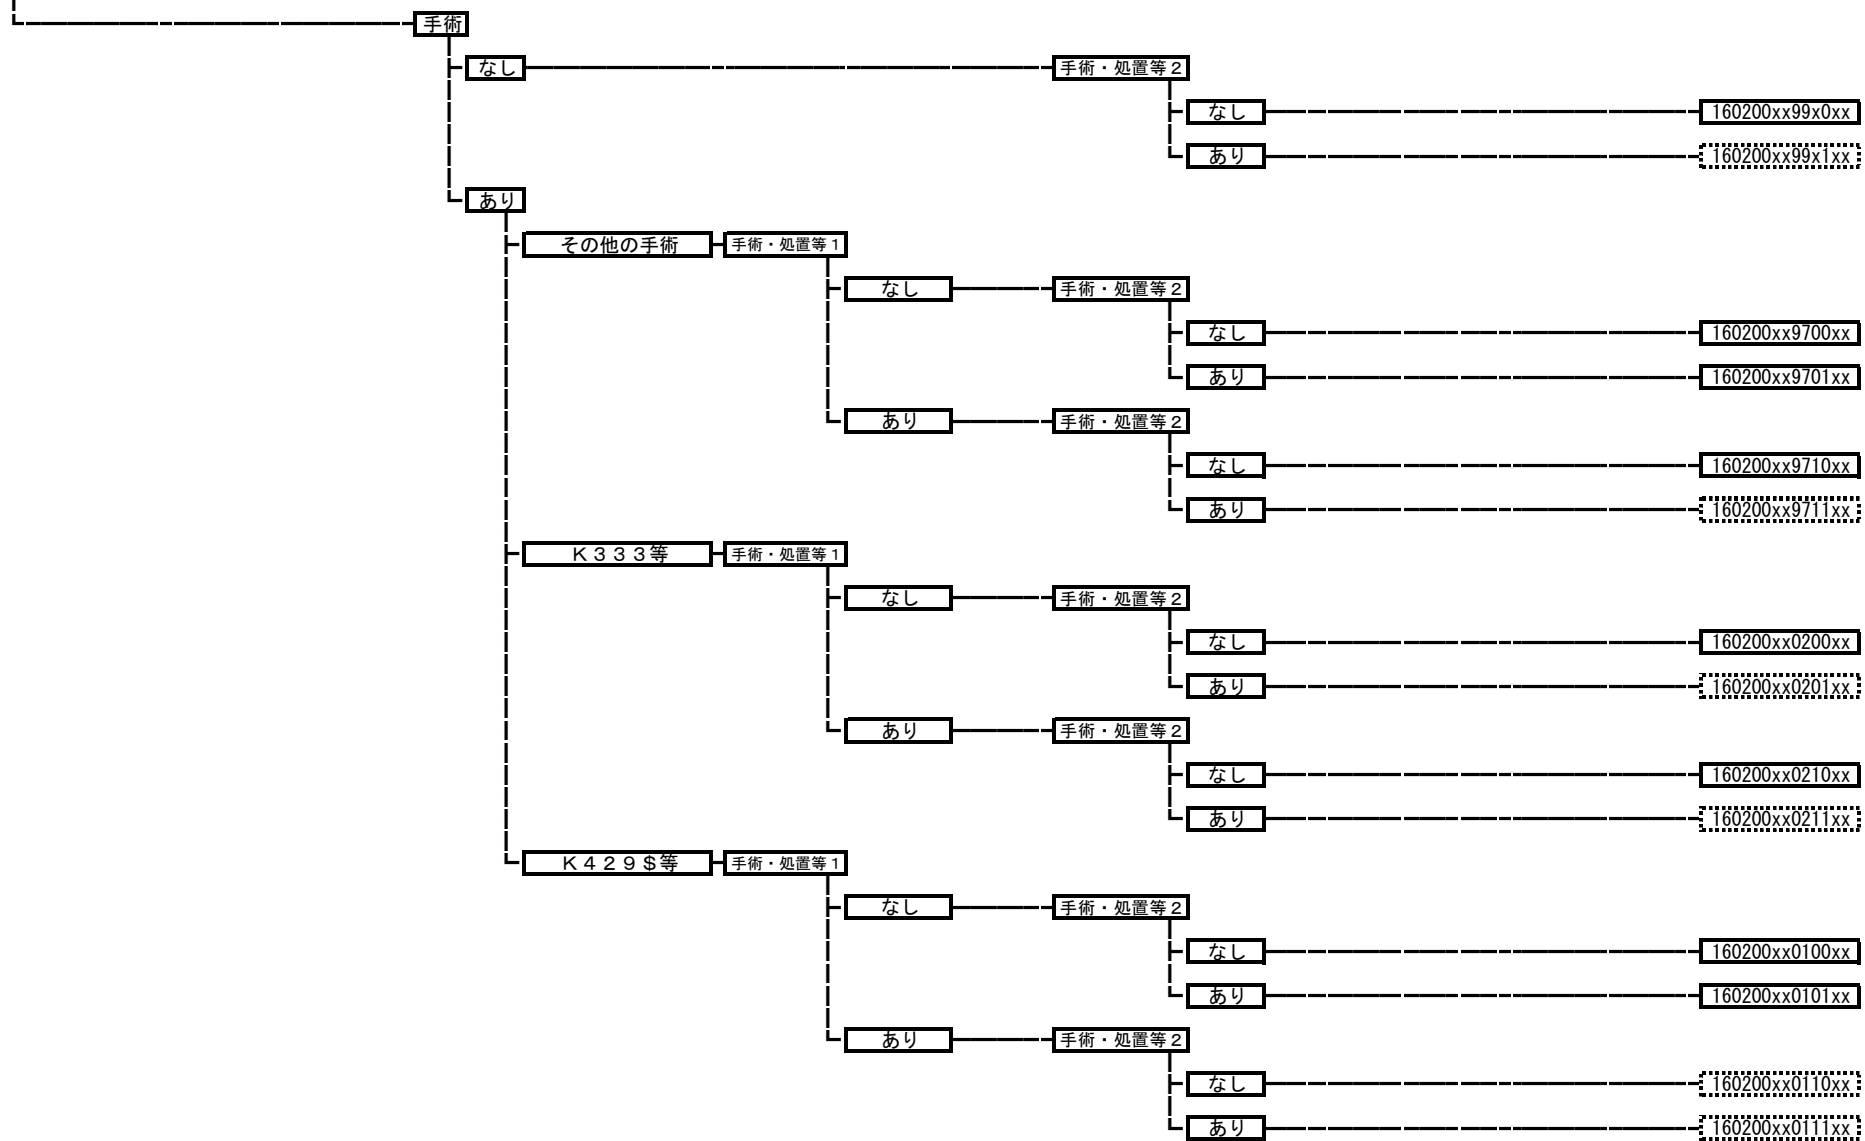 手術
なし 手術・処置等２
なし 160200xx99x0xx
あり 160200xx99x1xx
あり
その他の手術 手術・処置等１
なし 手術・処置等２
なし 160200xx9700xx
あり 160200xx9701xx
あり 手術・処置等２
なし 160200xx9710xx
あり 160200xx9711xx
Ｋ３３３等 手術・処置等１
なし 手術・処置等２
なし 160200xx0200xx
あり 160200xx0201xx
あり 手術・処置等２
なし 160200xx0210xx
あり 160200xx0211xx
Ｋ４２９＄等 手術・処置等１
なし 手術・処置等２
なし 160200xx0100xx
あり 160200xx0101xx
あり 手術・処置等２
なし 160200xx0110xx
あり 160200xx0111xx